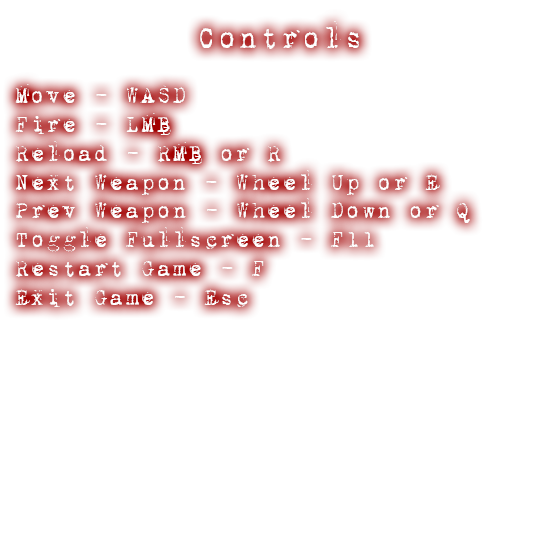 Controls
Move - WASD
Fire - LMB
Reload - RMB or R
Next Weapon - Wheel Up or E
Prev Weapon - Wheel Down or Q
Toggle Fullscreen - F11
Restart Game - F
Exit Game - Esc